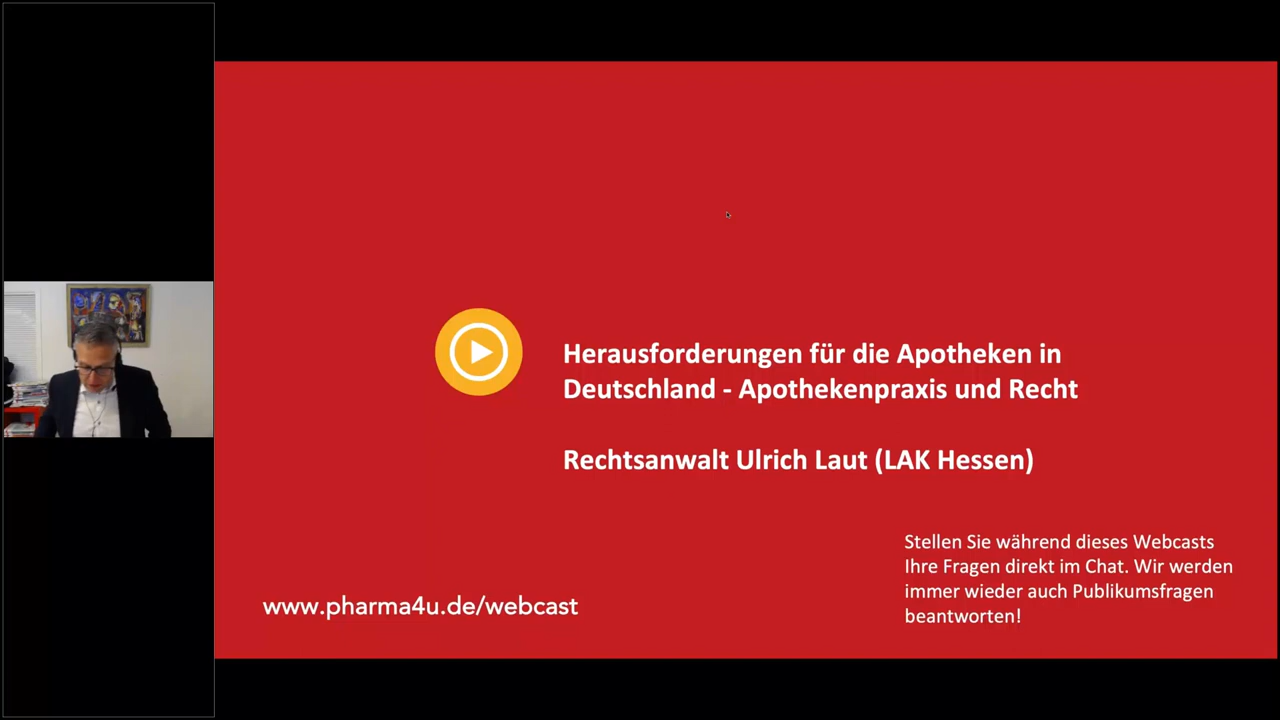 Herausforderungen für die Apotheken in
Deutschland - Apothekenpraxis und Recht
Rechtsanwalt Ulrich Laut (LAK Hessen)
Stellen Sie während dieses Webcasts
Ihre Fragen direkt im Chat. Wir werden
immer wieder auch Publikumsfragen
beantworten!
www.pharma4u.de/webcast